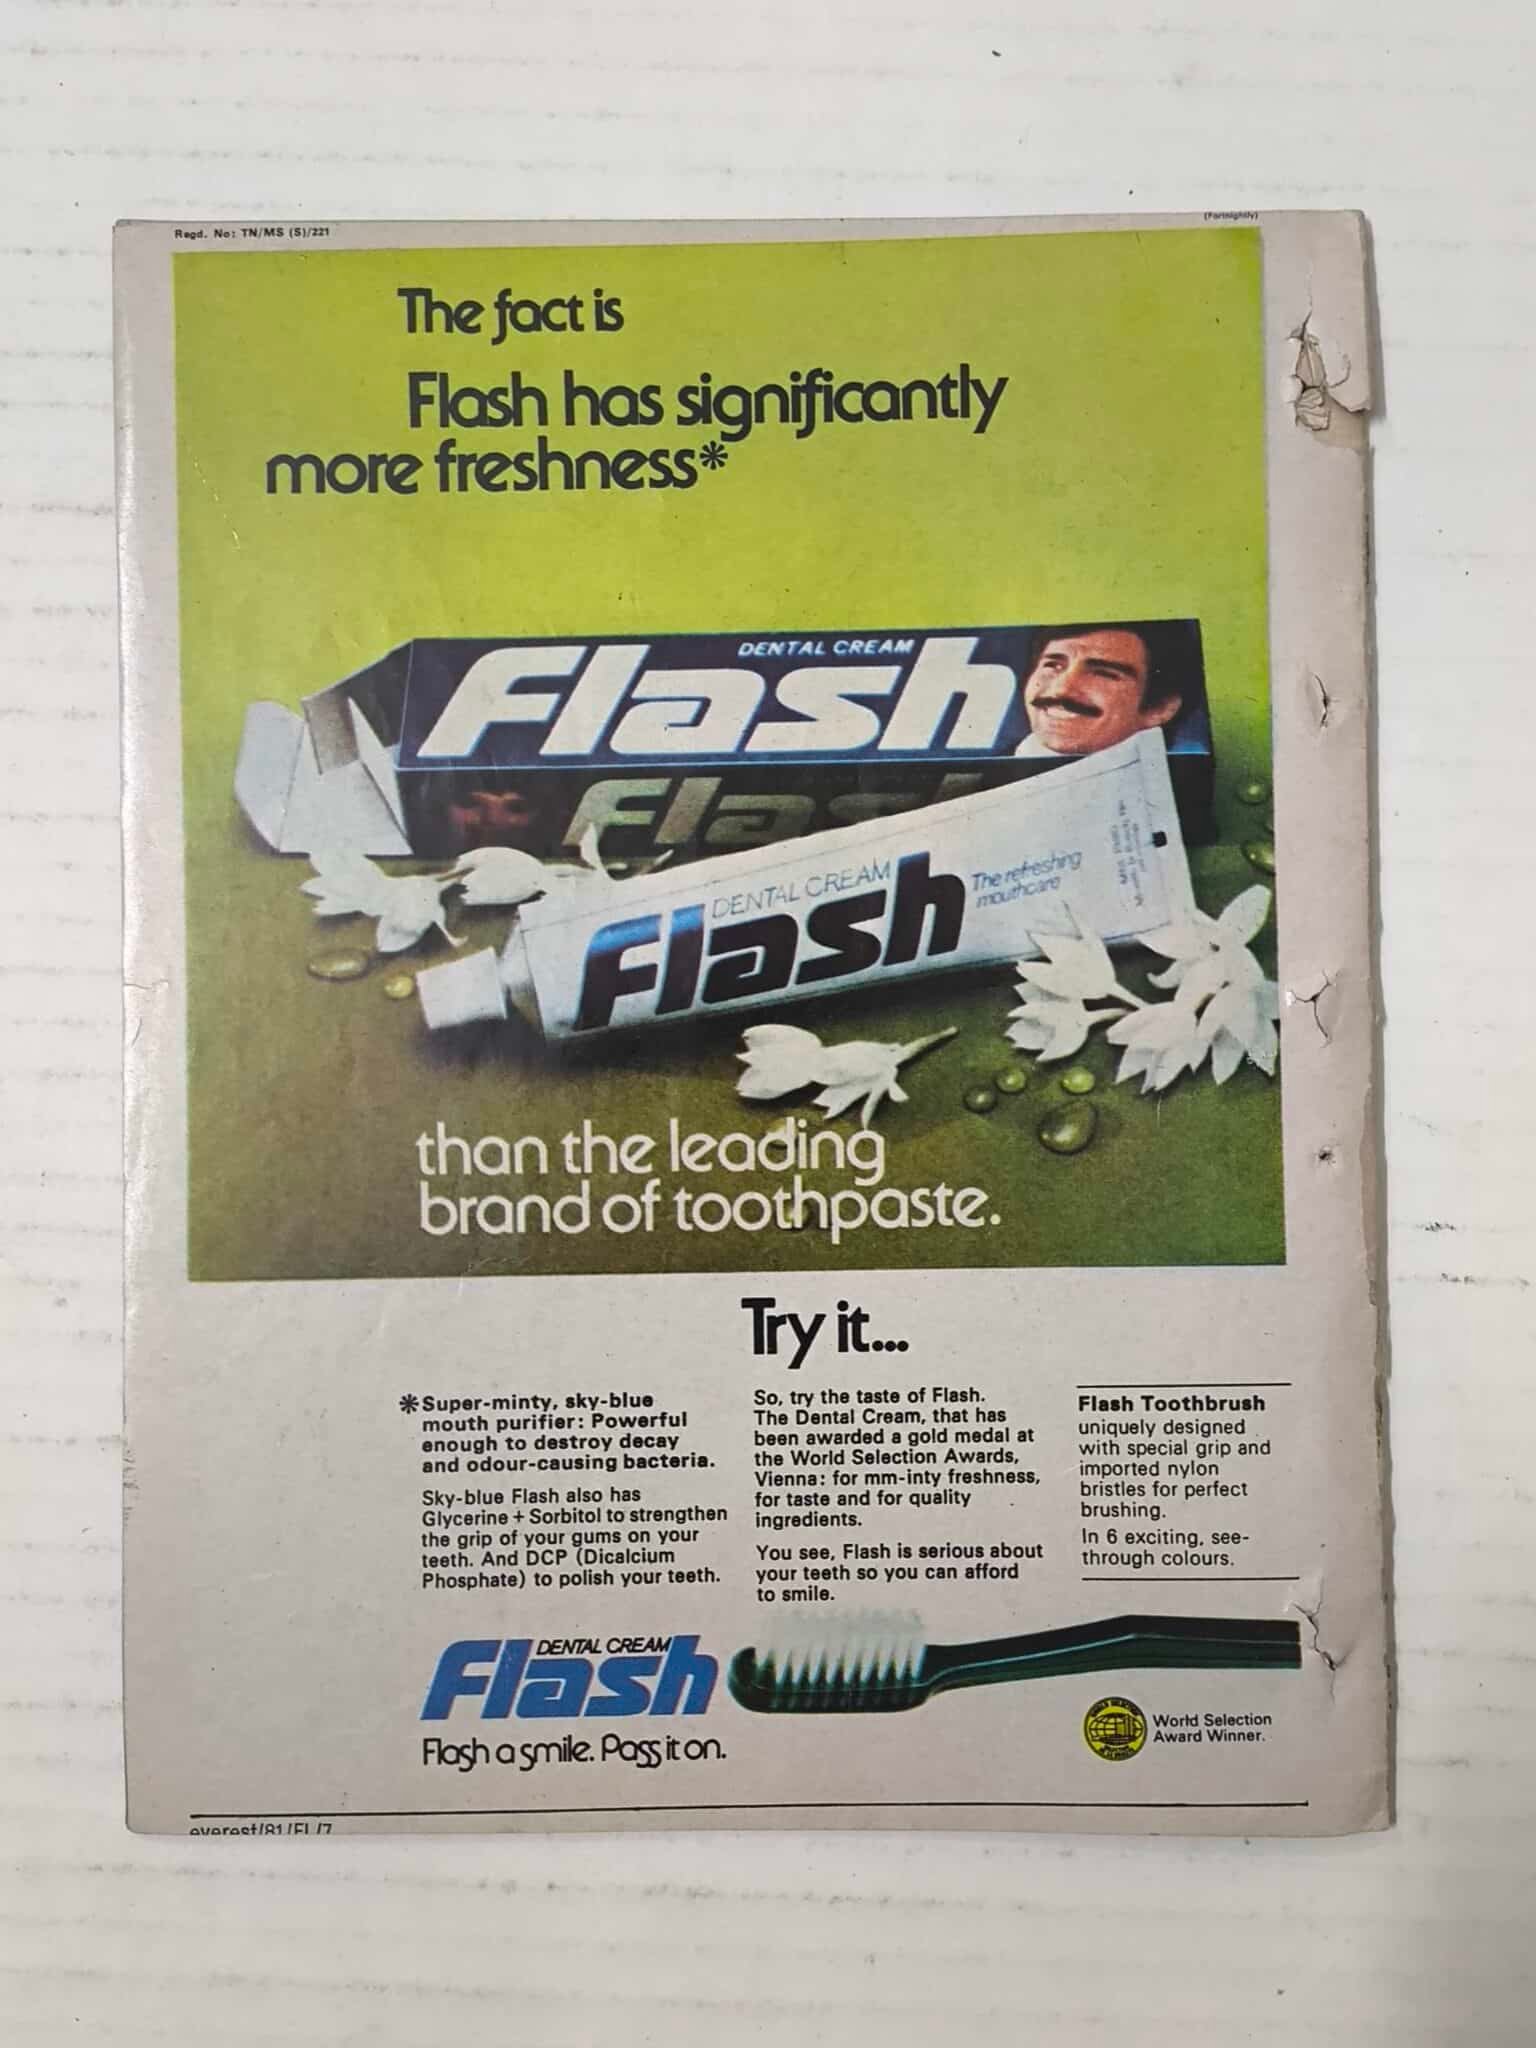 Regd. No: TN/MS (S)/221
(Fortnightly)
The fact is
Flash has significantly
more freshness*
DENTAL CREAM
Flash
Flash
DENTAL CREAM
Flash
The refreshing
mouthcare
than the leading
brand of toothpaste.
Try it...
*Super-minty, sky-blue
mouth purifier: Powerful
enough to destroy decay
and odour-causing bacteria.
Sky-blue Flash also has
Glycerine + Sorbitol to strengthen
the grip of your gums on your
teeth. And DCP (Dicalcium
Phosphate) to polish your teeth.
So, try the taste of Flash.
The Dental Cream, that has
been awarded a gold medal at
the World Selection Awards,
Vienna: for mm-inty freshness,
for taste and for quality
ingredients.
You see, Flash is serious about
your teeth so you can afford
to smile.
Flash Toothbrush
uniquely designed
with special grip and
imported nylon
bristles for perfect
brushing.
In 6 exciting, see-
through colours.
DENTAL CREAM
Flash
Flash a smile. Pass it on.
World Selection
Award Winner.
everest/81/FL/7